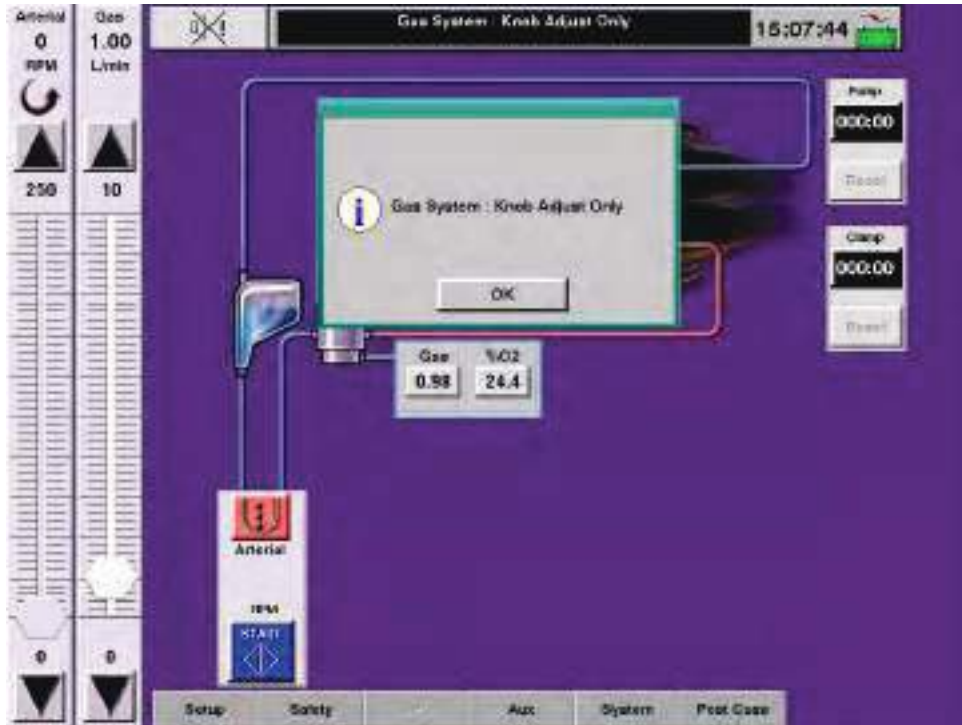 Arterial
0
RPM
250
0
Gas
1.00
L/min
10
0
Gas System : Knob Adjust Only
15:07:44
Pump
000:00
Reset
Clamp
000:00
Reset
i
Gas System : Knob Adjust Only
OK
Gas %O2
0.98 24.4
Arterial
RPM
START
Setup Safety Aux System Post Case